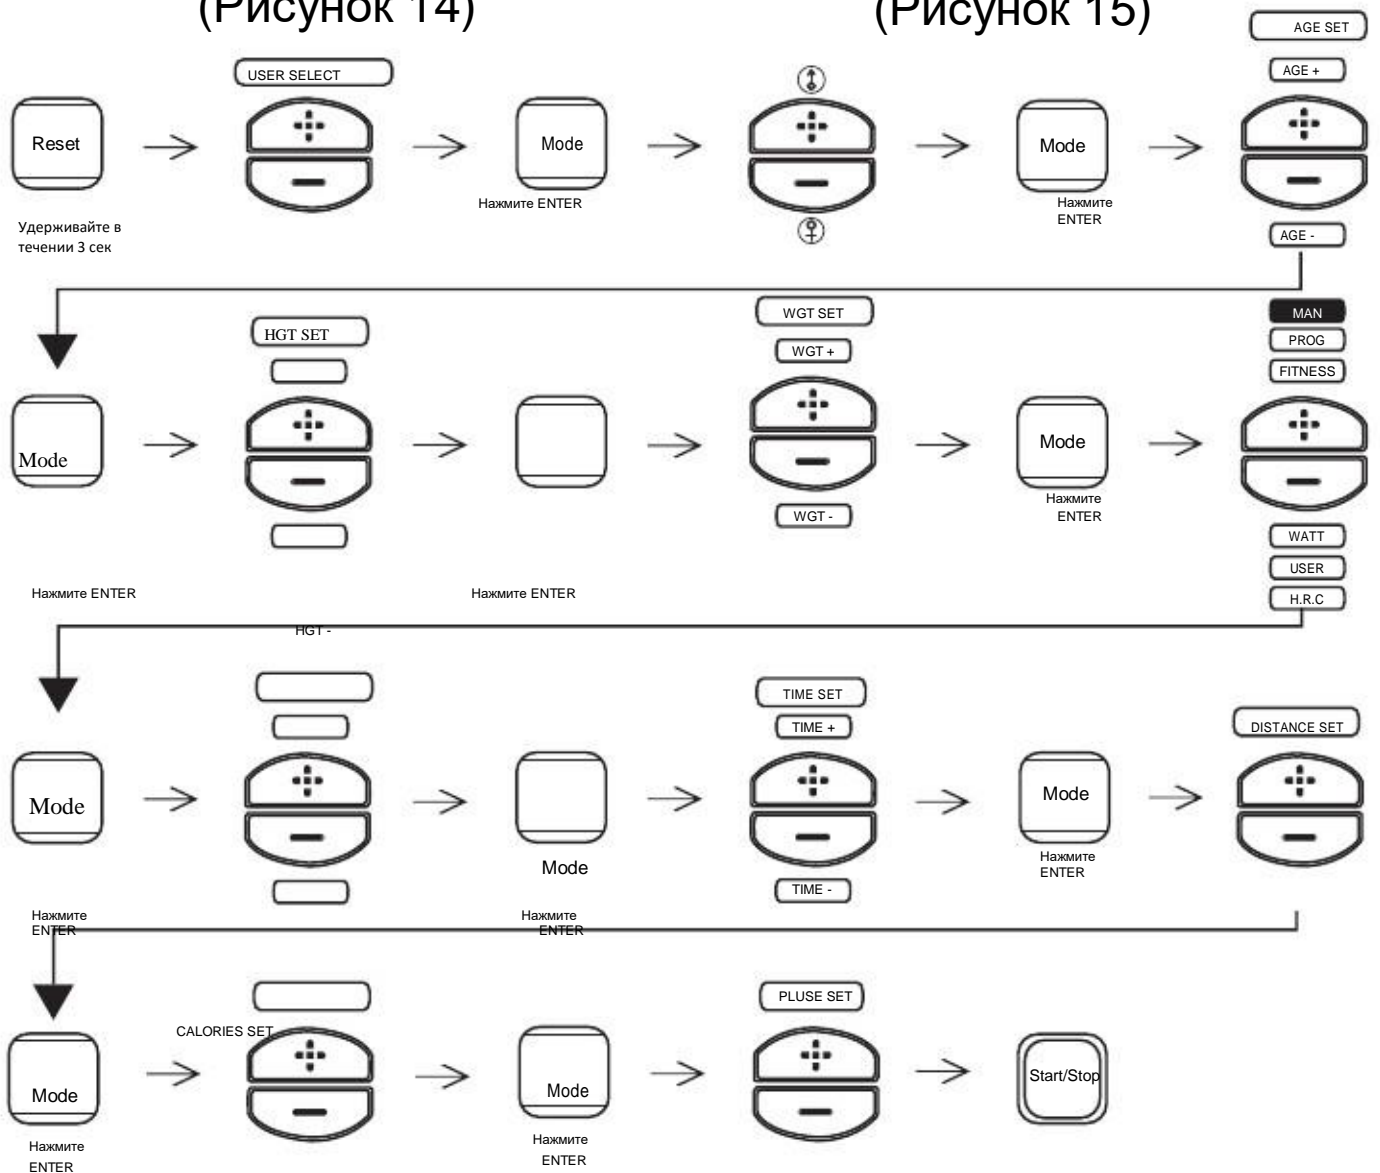 (Рисунок 14)
(Рисунок 15)
AGE SET
USER SELECT
AGE +
Reset
Mode
Mode
Нажмите ENTER
Нажмите
ENTER
Удерживайте в
течении 3 сек
AGE -
HGT SET
WGT SET
WGT +
MAN
PROG
FITNESS
Mode
Mode
Нажмите
ENTER
WGT -
WATT
USER
H.R.C
Нажмите ENTER
Нажмите ENTER
HGT -
TIME SET
TIME +
DISTANCE SET
Mode
Mode
Mode
Нажмите
ENTER
TIME -
Нажмите
ENTER
Нажмите
ENTER
PLUSE SET
CALORIES SET
Mode
Mode
Start/Stop
Нажмите
ENTER
Нажмите
ENTER